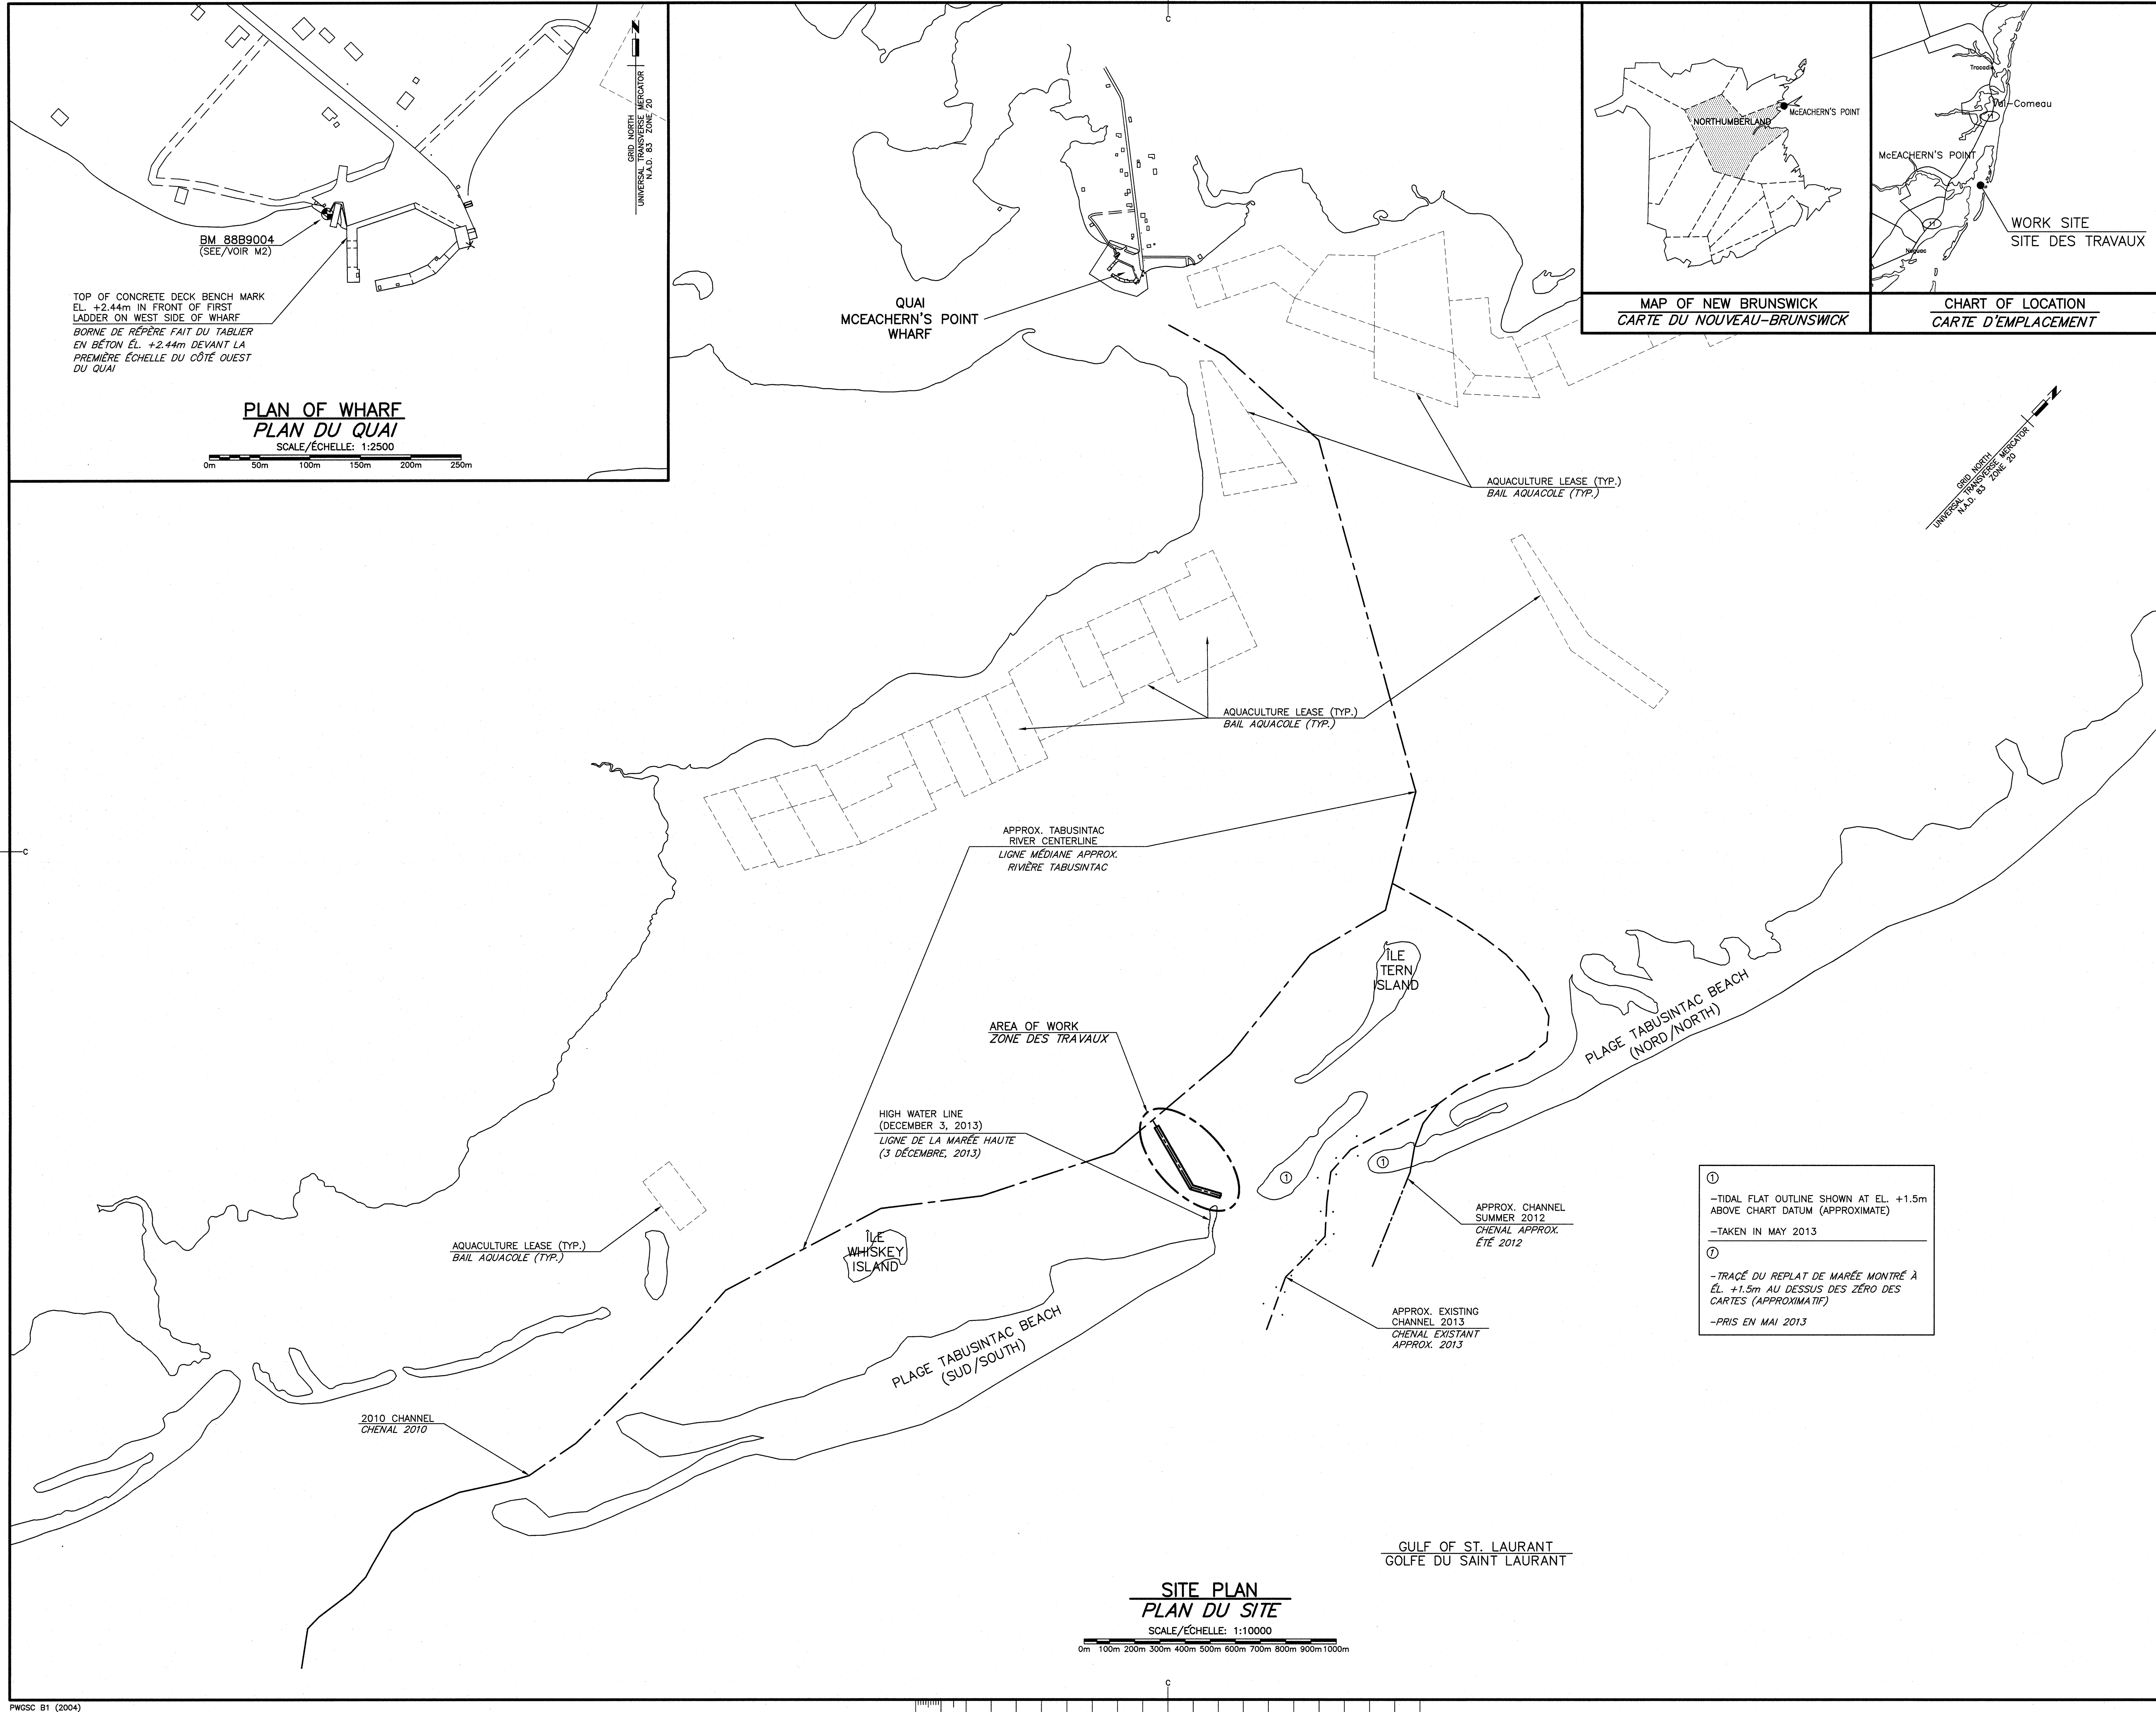 C
GRID NORTH
UNIVERSAL TRANSVERSE MERCATOR
N.A.D. 83 ZONE 20
N
BM 88B9004
(SEE/VOIR M2)
TOP OF CONCRETE DECK BENCH MARK
EL. +2.44m IN FRONT OF FIRST
LADDER ON WEST SIDE OF WHARF
BORNE DE RÉPÈRE FAIT DU TABLIER
EN BÉTON ÉL. +2.44m DEVANT LA
PREMIÈRE ÉCHELLE DU CÔTÉ OUEST
DU QUAI
PLAN OF WHARF
PLAN DU QUAI
SCALE/ÉCHELLE: 1:2500
0m 50m 100m 150m 200m 250m
QUAI
MCEACHERN'S POINT
WHARF
NORTHUMBERLAND
McEACHERN'S POINT
MAP OF NEW BRUNSWICK
CARTE DU NOUVEAU-BRUNSWICK
Tracadie
Val-Comeau
11
McEACHERN'S POINT
11
Neguac
WORK SITE
SITE DES TRAVAUX
CHART OF LOCATION
CARTE D'EMPLACEMENT
N
GRID NORTH
UNIVERSAL TRANSVERSE MERCATOR
N.A.D. 83 ZONE 20
AQUACULTURE LEASE (TYP.)
BAIL AQUACOLE (TYP.)
AQUACULTURE LEASE (TYP.)
BAIL AQUACOLE (TYP.)
C
APPROX. TABUSINTAC
RIVER CENTERLINE
LIGNE MÉDIANE APPROX.
RIVIÈRE TABUSINTAC
ÎLE
TERN
ISLAND
PLAGE TABUSINTAC BEACH
(NORD/NORTH)
AREA OF WORK
ZONE DES TRAVAUX
HIGH WATER LINE
(DECEMBER 3, 2013)
LIGNE DE LA MARÉE HAUTE
(3 DÉCEMBRE, 2013)
1
1
APPROX. CHANNEL
SUMMER 2012
CHENAL APPROX.
ÉTÉ 2012
1
-TIDAL FLAT OUTLINE SHOWN AT EL. +1.5m
ABOVE CHART DATUM (APPROXIMATE)
-TAKEN IN MAY 2013
1
-TRAÇÉ DU REPLAT DE MARÉE MONTRÉ À
ÉL. +1.5m AU DESSUS DES ZÉRO DES
CARTES (APPROXIMATIF)
-PRIS EN MAI 2013
AQUACULTURE LEASE (TYP.)
BAIL AQUACOLE (TYP.)
ÎLE
WHISKEY
ISLAND
PLAGE TABUSINTAC BEACH
(SUD/SOUTH)
APPROX. EXISTING
CHANNEL 2013
CHENAL EXISTANT
APPROX. 2013
2010 CHANNEL
CHENAL 2010
GULF OF ST. LAURANT
GOLFE DU SAINT LAURANT
SITE PLAN
PLAN DU SITE
SCALE/ÉCHELLE: 1:10000
0m 100m 200m 300m 400m 500m 600m 700m 800m 900m 1000m
C
PWGSC B1 (2004)